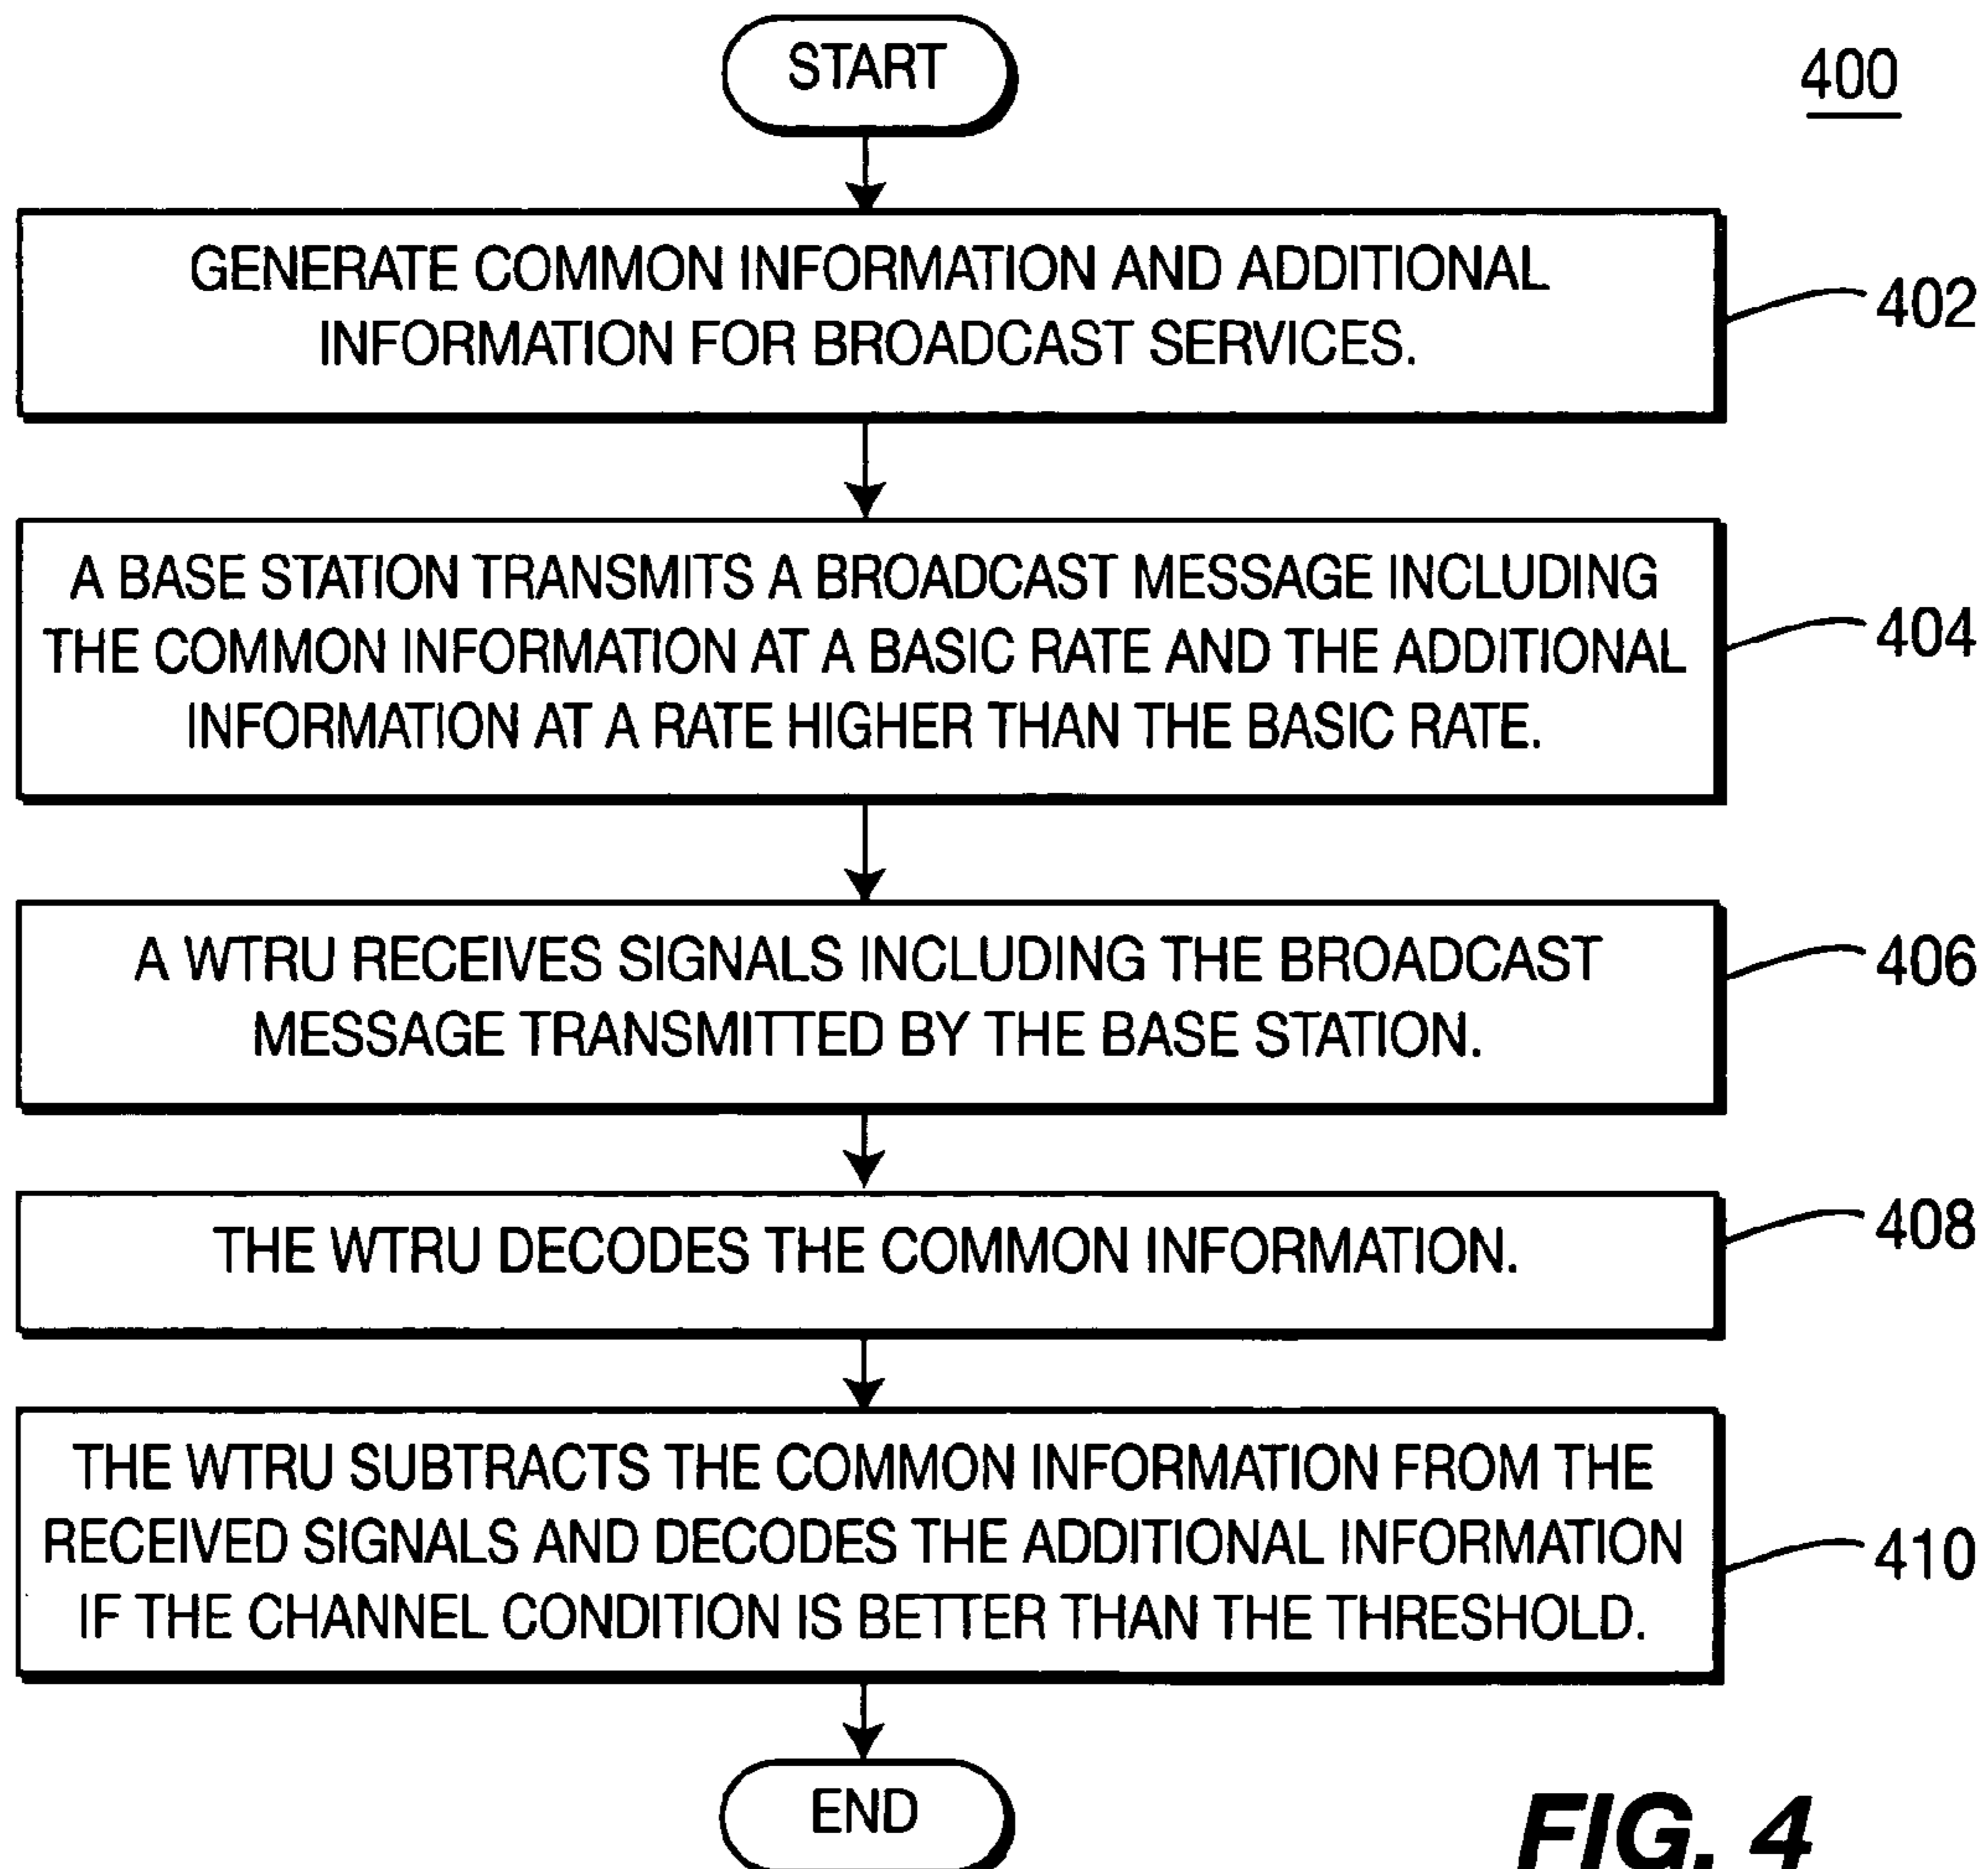 START
400
GENERATE COMMON INFORMATION AND ADDITIONAL
INFORMATION FOR BROADCAST SERVICES.
402
A BASE STATION TRANSMITS A BROADCAST MESSAGE INCLUDING
THE COMMON INFORMATION AT A BASIC RATE AND THE ADDITIONAL
INFORMATION AT A RATE HIGHER THAN THE BASIC RATE.
404
A WTRU RECEIVES SIGNALS INCLUDING THE BROADCAST
MESSAGE TRANSMITTED BY THE BASE STATION.
406
THE WTRU DECODES THE COMMON INFORMATION.
408
THE WTRU SUBTRACTS THE COMMON INFORMATION FROM THE
RECEIVED SIGNALS AND DECODES THE ADDITIONAL INFORMATION
IF THE CHANNEL CONDITION IS BETTER THAN THE THRESHOLD.
410
END
FIG. 4